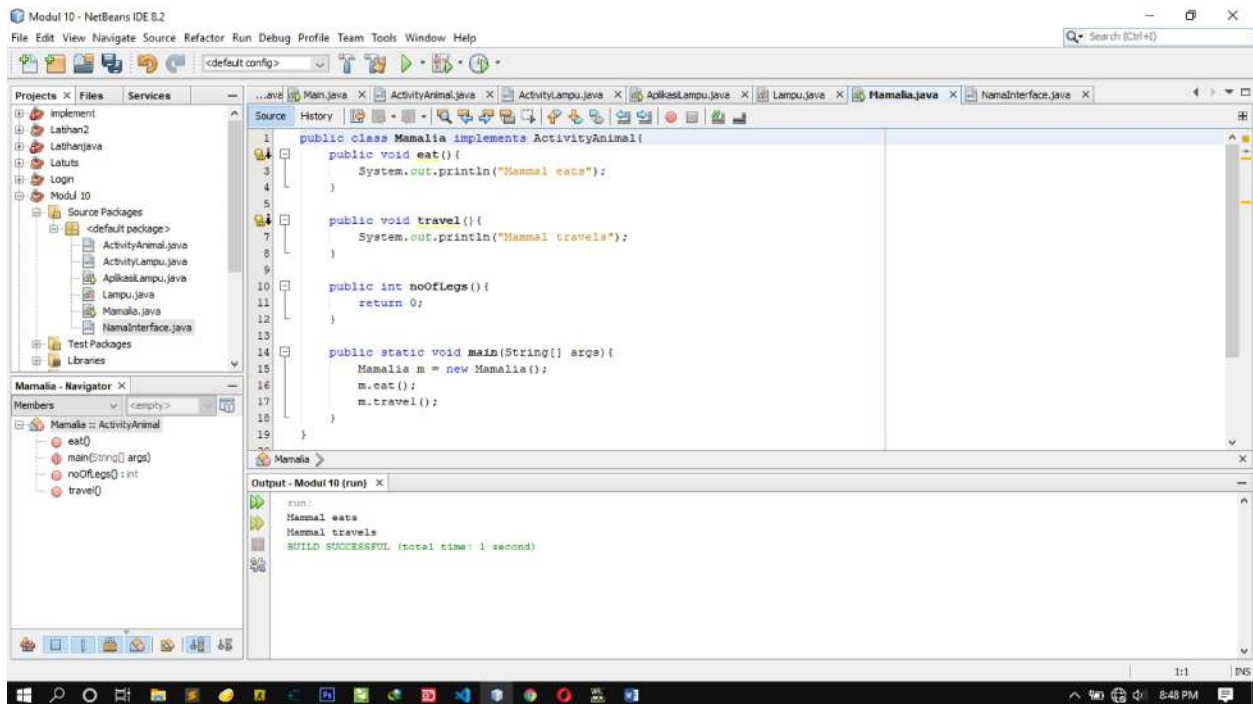 Modul 10 - NetBeans IDE 8.2
File Edit View Navigate Source Refactor Run Debug Profile Team Tools Window Help
Search (Ctrl+I)
<default config>
Projects Files Services
implement
Latihan2
Latihanjava
Latuts
Login
Modul 10
Source Packages
<default package>
ActivityAnimal.java
ActivityLampu.java
AplikasiLampu.java
Lampu.java
Mamalia.java
NamaInterface.java
Test Packages
Libraries
Mamalia - Navigator
Members <empty>
Mamalia :: ActivityAnimal
eat()
main(String[] args)
noOfLegs() : int
travel()
...ava Main.java ActivityAnimal.java ActivityLampu.java AplikasiLampu.java Lampu.java Mamalia.java NamaInterface.java
Source History
1 public class Mamalia implements ActivityAnimal{
public void eat(){
3 System.out.println("Mammal eats");
4 }
5
public void travel(){
7 System.out.println("Mammal travels");
8 }
9
10 public int noOfLegs(){
11 return 0;
12 }
13
14 public static void main(String[] args){
15 Mamalia m = new Mamalia();
16 m.eat();
17 m.travel();
18 }
19 }
Mamalia
Output - Modul 10 (run)
run:
Mammal eats
Mammal travels
BUILD SUCCESSFUL (total time: 1 second)
1:1 INS
8:48 PM